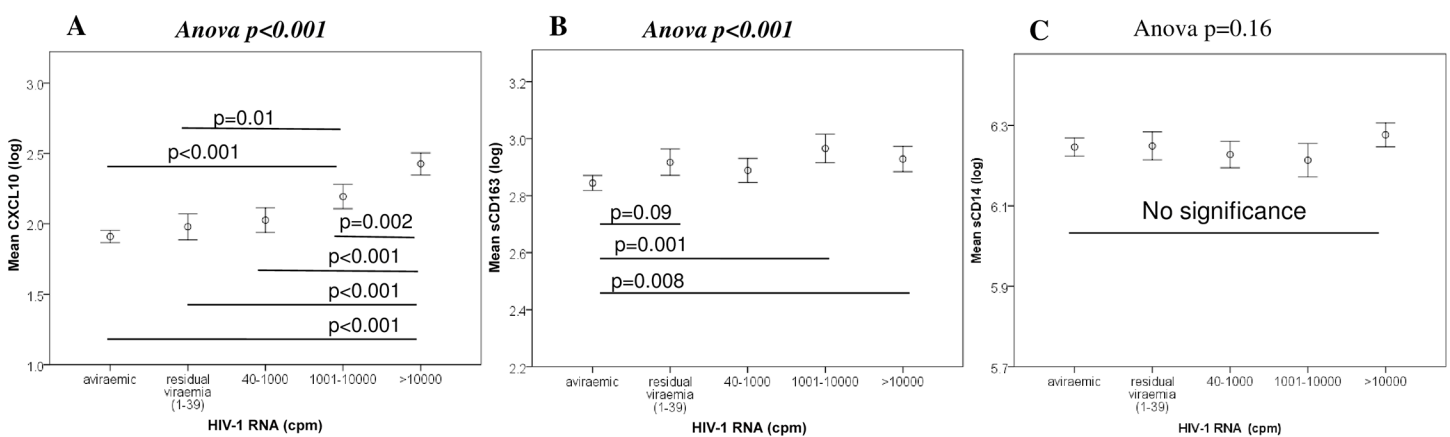 A
Anova p<0.001
Mean CXCL10 (log)
3.0
2.5
2.0
1.5
1.0
p=0.01
p<0.001
p=0.002
p<0.001
p<0.001
p<0.001
aviraemic
residual
viraemia
(1-39)
40-1000
1001-10000
>10000
HIV-1 RNA (cpm)
B
Anova p<0.001
Mean sCD163 (log)
3.2
3.0
2.8
2.6
2.4
2.2
p=0.09
p=0.001
p=0.008
aviraemic
residual
viraemia
(1-39)
40-1000
1001-10000
>10000
HIV-1 RNA (cpm)
C
Anova p=0.16
Mean sCD14 (log)
6.3
6.1
5.9
5.7
No significance
aviraemic
residual
viraemia
(1-39)
40-1000
1001-10000
>10000
HIV-1 RNA (cpm)